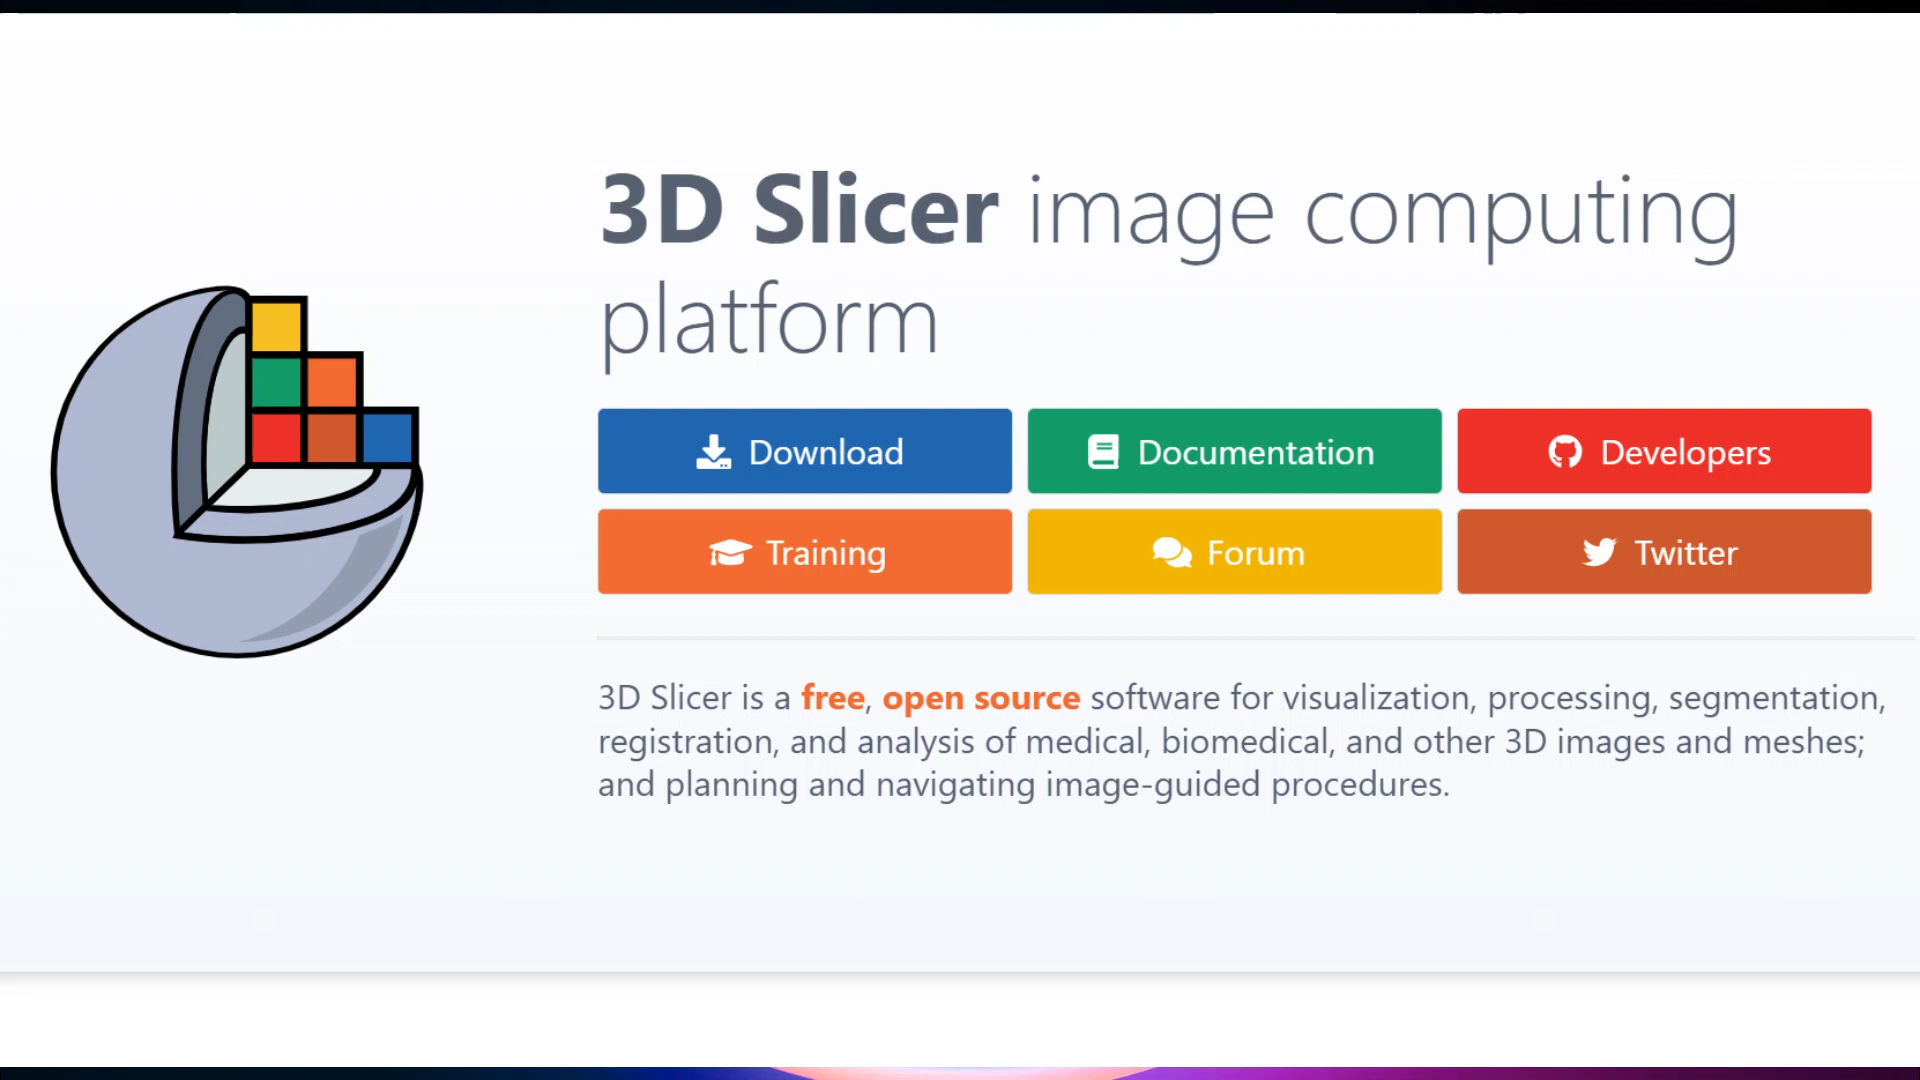 3D Slicer image computing
platform
Download
Documentation
Developers
Training
Forum
Twitter
3D Slicer is a free, open source software for visualization, processing, segmentation,
registration, and analysis of medical, biomedical, and other 3D images and meshes;
and planning and navigating image-guided procedures.